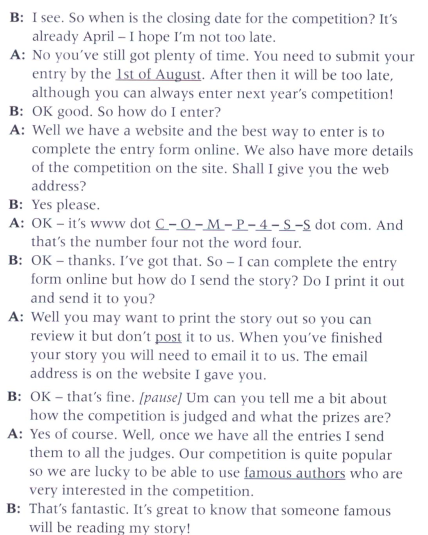 B: I see. So when is the closing date for the competition? It's
already April – I hope I'm not too late.
A: No you've still got plenty of time. You need to submit your
entry by the 1st of August. After then it will be too late,
although you can always enter next year's competition!
B: OK good. So how do I enter?
A: Well we have a website and the best way to enter is to
complete the entry form online. We also have more details
of the competition on the site. Shall I give you the web
address?
B: Yes please.
A: OK – it's www dot C – O – M – P – 4 – S –S dot com. And
that's the number four not the word four.
B: OK – thanks. I've got that. So – I can complete the entry
form online but how do I send the story? Do I print it out
and send it to you?
A: Well you may want to print the story out so you can
review it but don't post it to us. When you've finished
your story you will need to email it to us. The email
address is on the website I gave you.
B: OK – that's fine. [pause] Um can you tell me a bit about
how the competition is judged and what the prizes are?
A: Yes of course. Well, once we have all the entries I send
them to all the judges. Our competition is quite popular
so we are lucky to be able to use famous authors who are
very interested in the competition.
B: That's fantastic. It's great to know that someone famous
will be reading my story!